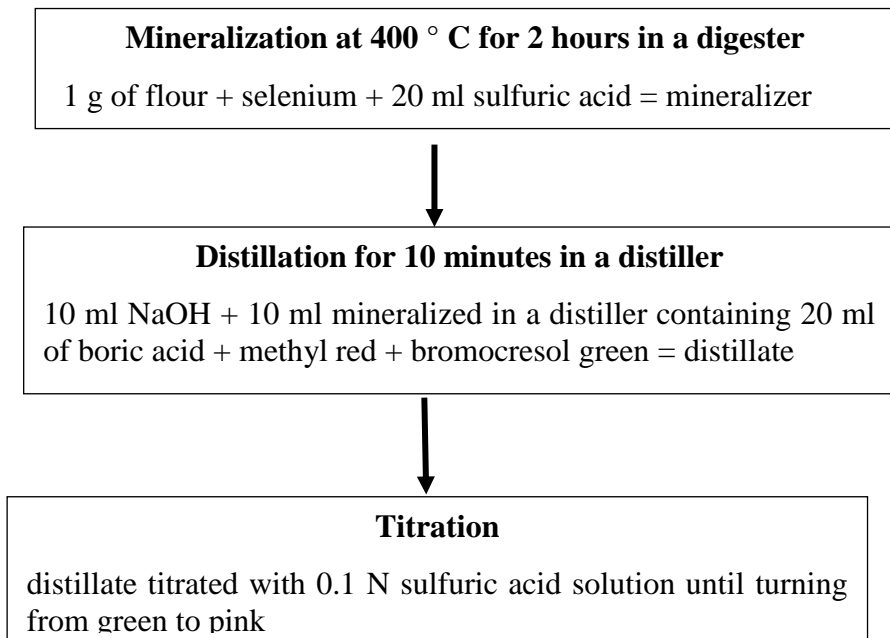 Mineralization at 400 ° C for 2 hours in a digester
1 g of flour + selenium + 20 ml sulfuric acid = mineralizer
Distillation for 10 minutes in a distiller
10 ml NaOH + 10 ml mineralized in a distiller containing 20 ml
of boric acid + methyl red + bromocresol green = distillate
Titration
distillate titrated with 0.1 N sulfuric acid solution until turning
from green to pink